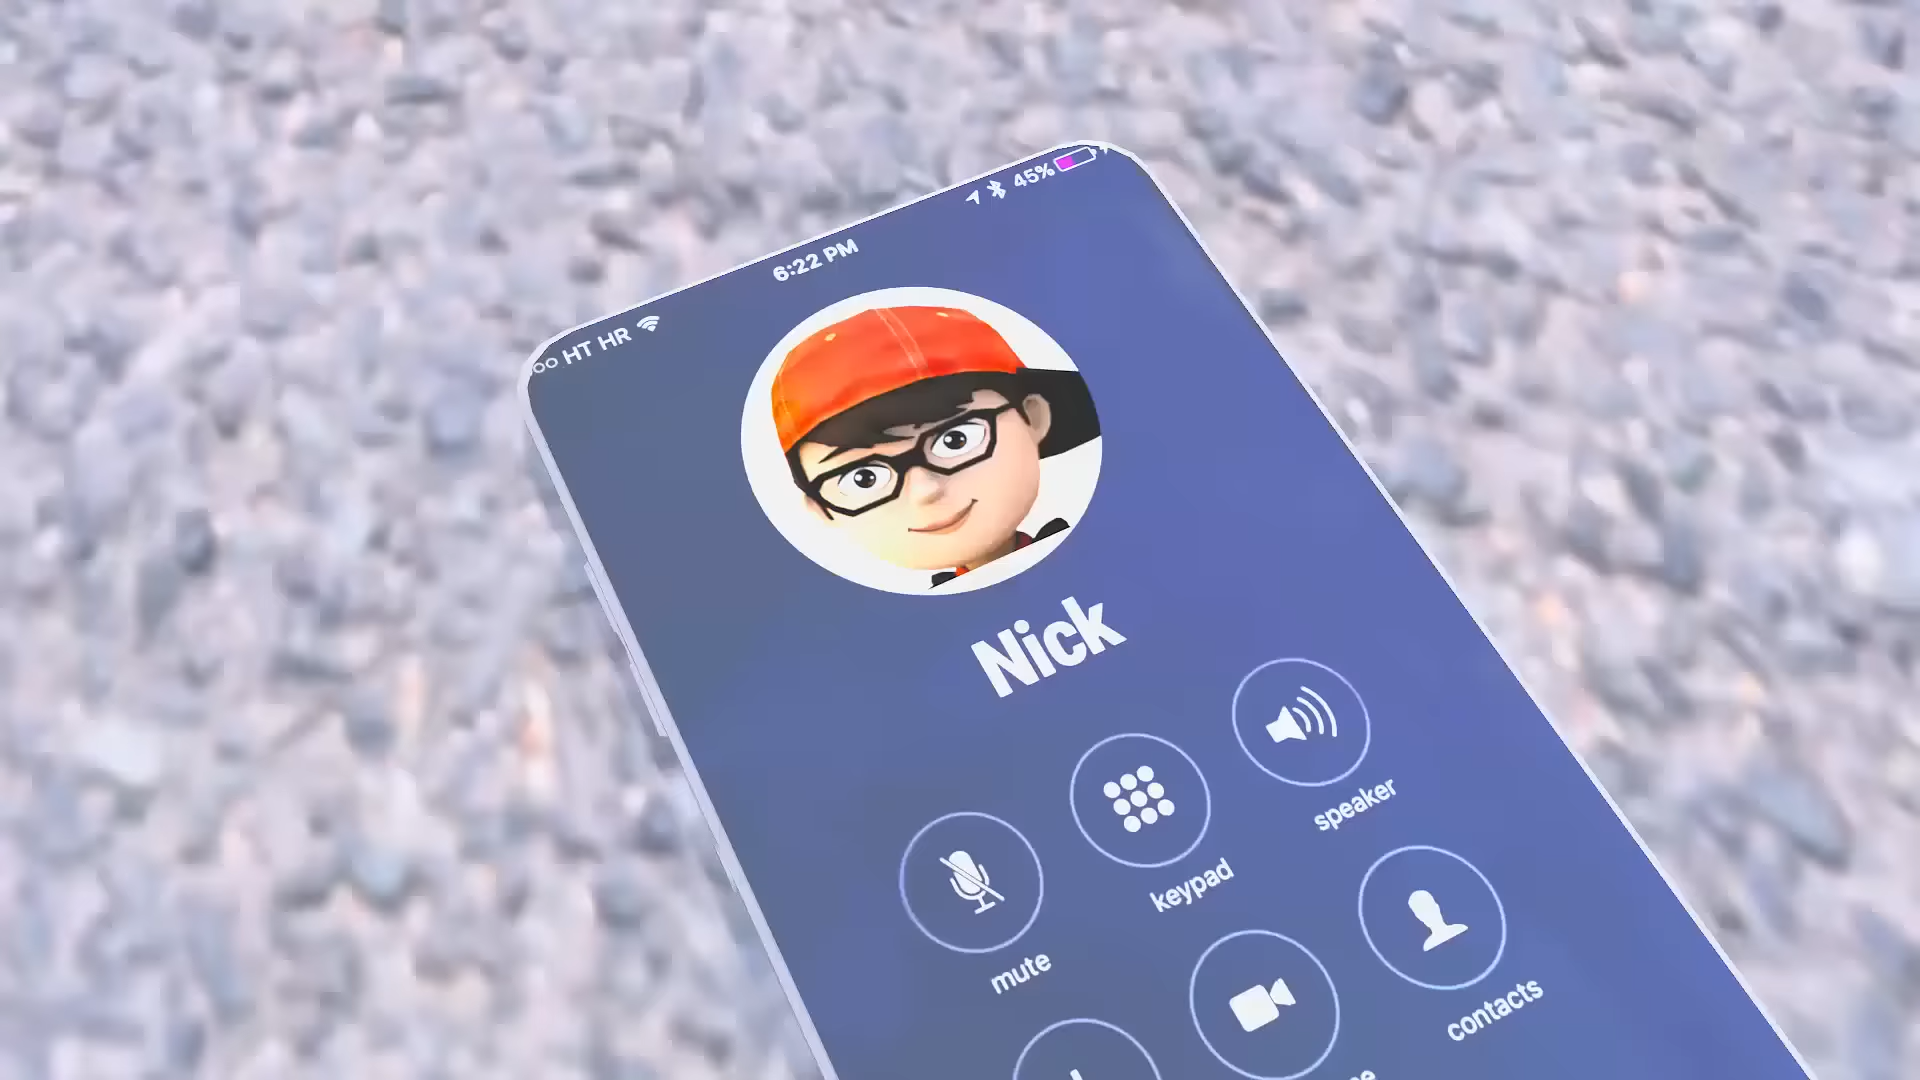 HT HR
6:22 PM
45%
Nick
mute
keypad
speaker
contacts